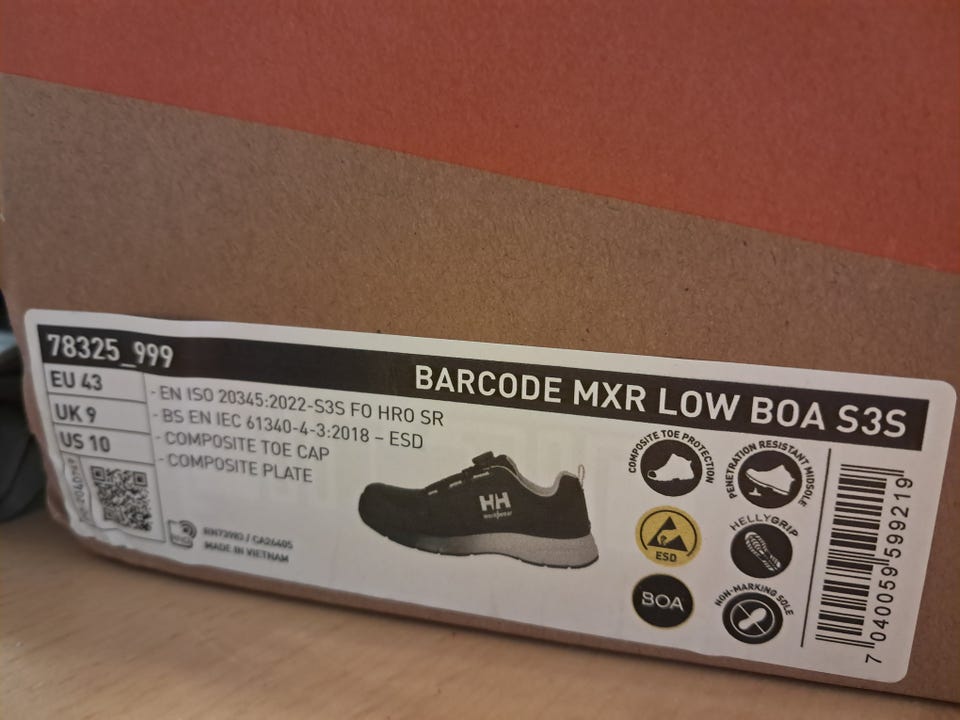 78325_999
BARCODE MXR LOW BOA S3S
EU 43
UK 9
US 10
- EN ISO 20345:2022-S3S FO HRO SR
- BS EN IEC 61340-4-3:2018 – ESD
- COMPOSITE TOE CAP
- COMPOSITE PLATE
HH
workwear
MADE IN VIETNAM
COMPOSITE TOE PROTECTION
PENETRATION RESISTANT MIDSOLE
ESD
HELLYGRIP
BOA
NON-MARKING SOLE
7 040059 599219